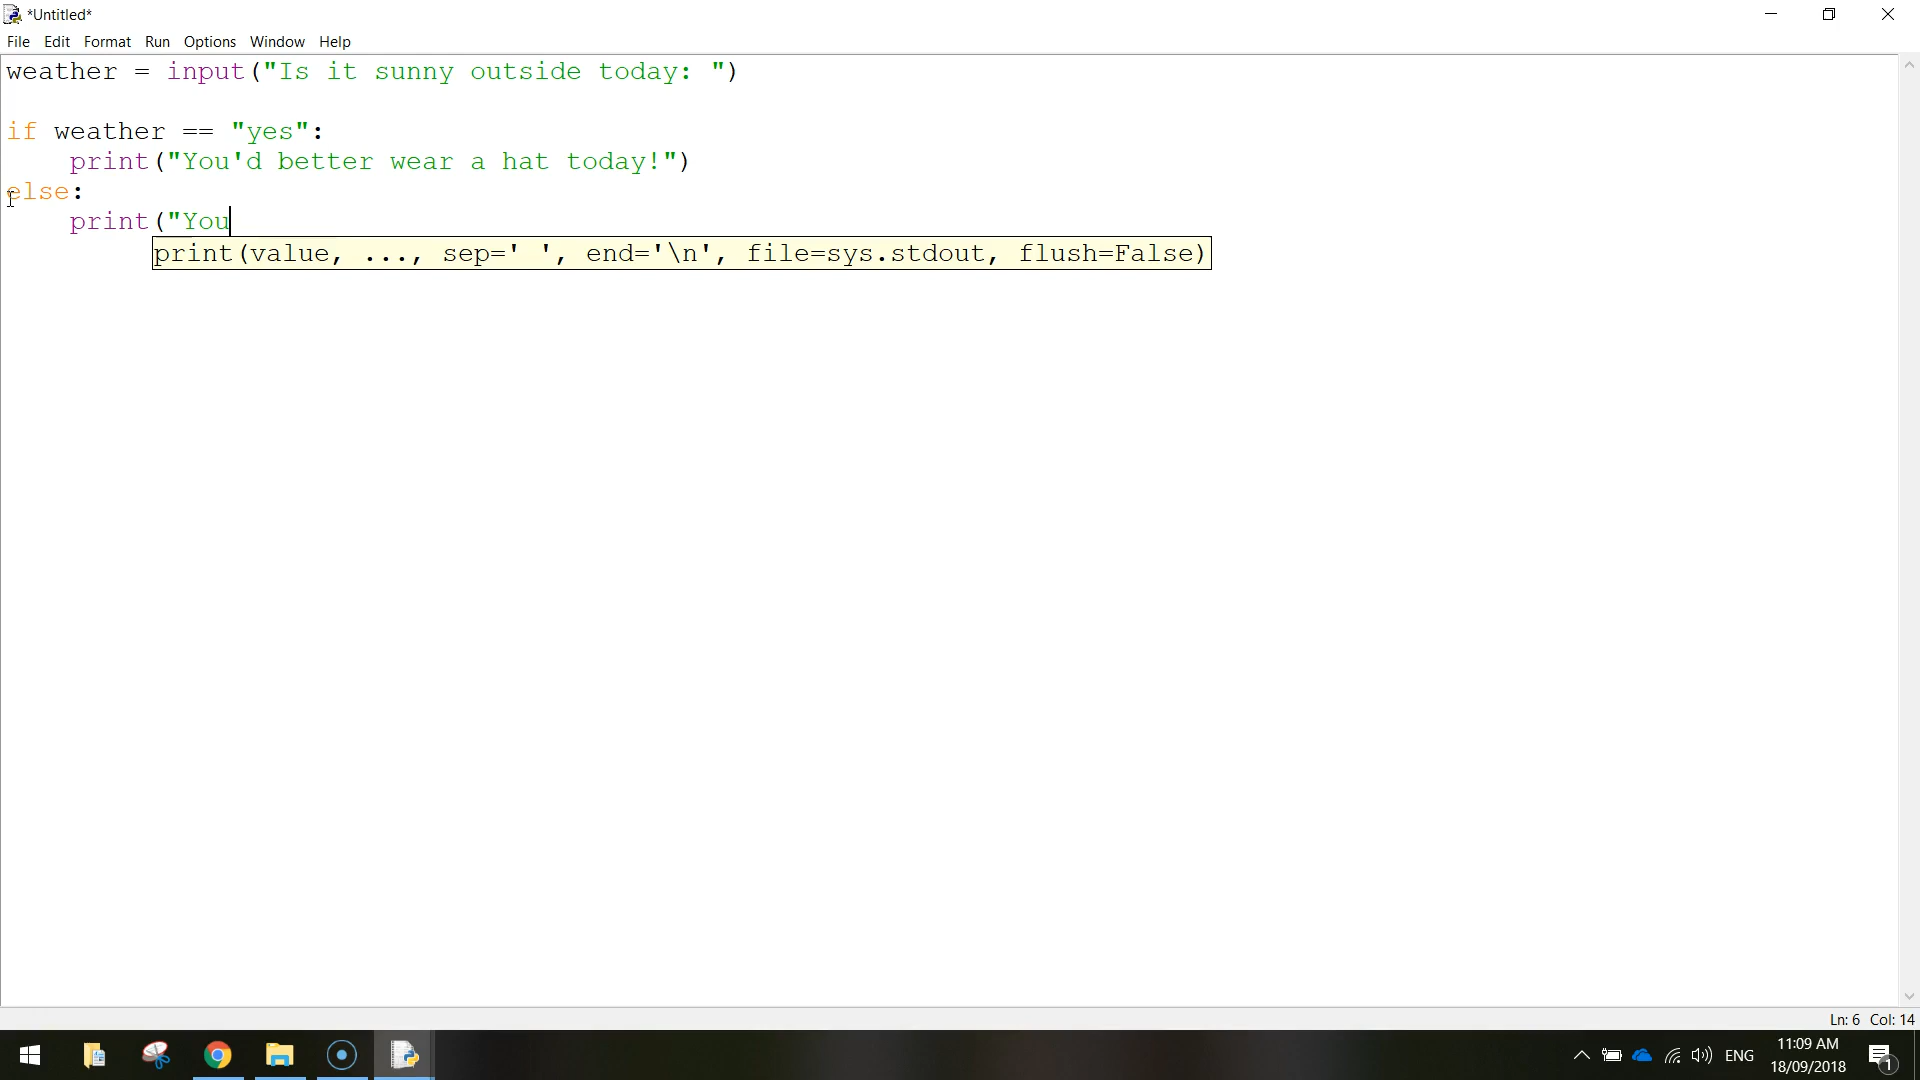 *Untitled*
File Edit Format Run Options Window Help
weather = input("Is it sunny outside today: ")
if weather == "yes":
    print("You'd better wear a hat today!")
else:
    print("You
print(value, ..., sep=' ', end='\n', file=sys.stdout, flush=False)
Ln: 6 Col: 14
ENG
11:09 AM
18/09/2018
1